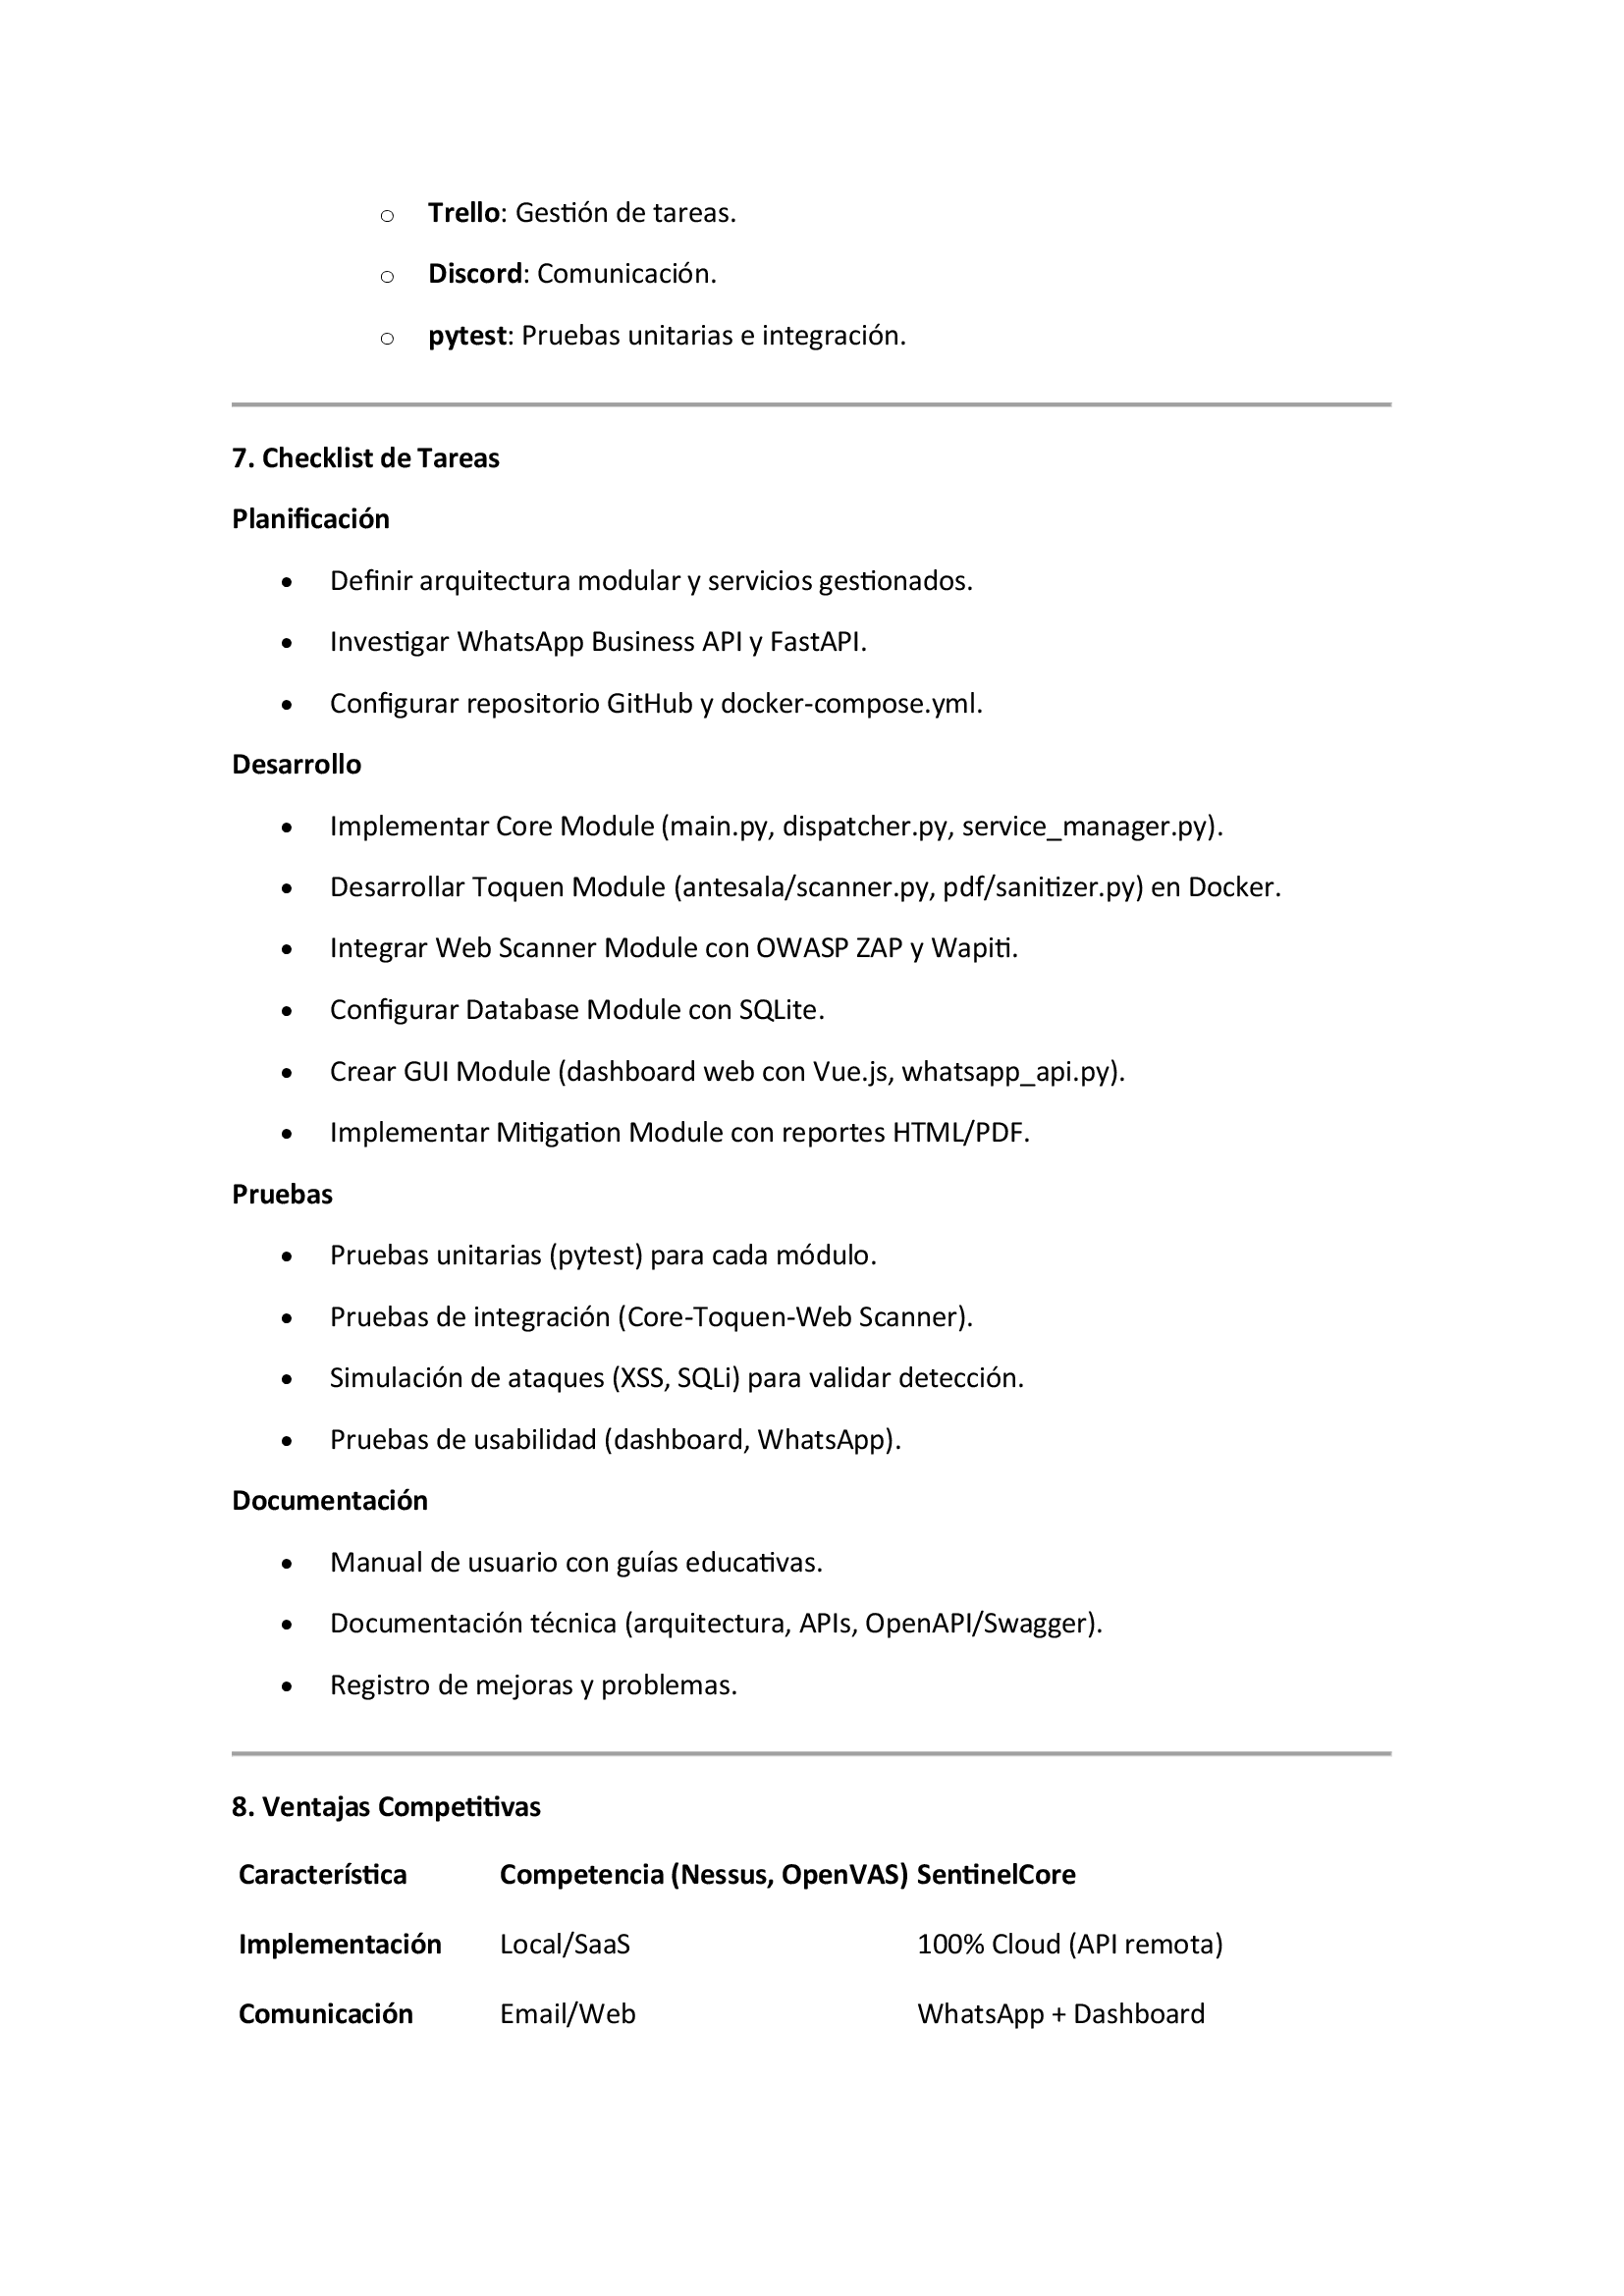 o Trello: Gestión de tareas.
o Discord: Comunicación.
o pytest: Pruebas unitarias e integración.
7. Checklist de Tareas
Planificación
• Definir arquitectura modular y servicios gestionados.
• Investigar WhatsApp Business API y FastAPI.
• Configurar repositorio GitHub y docker-compose.yml.
Desarrollo
• Implementar Core Module (main.py, dispatcher.py, service_manager.py).
• Desarrollar Toquen Module (antesala/scanner.py, pdf/sanitizer.py) en Docker.
• Integrar Web Scanner Module con OWASP ZAP y Wapiti.
• Configurar Database Module con SQLite.
• Crear GUI Module (dashboard web con Vue.js, whatsapp_api.py).
• Implementar Mitigation Module con reportes HTML/PDF.
Pruebas
• Pruebas unitarias (pytest) para cada módulo.
• Pruebas de integración (Core-Toquen-Web Scanner).
• Simulación de ataques (XSS, SQLi) para validar detección.
• Pruebas de usabilidad (dashboard, WhatsApp).
Documentación
• Manual de usuario con guías educativas.
• Documentación técnica (arquitectura, APIs, OpenAPI/Swagger).
• Registro de mejoras y problemas.
8. Ventajas Competitivas
Característica Competencia (Nessus, OpenVAS) SentinelCore
Implementación Local/SaaS 100% Cloud (API remota)
Comunicación Email/Web WhatsApp + Dashboard